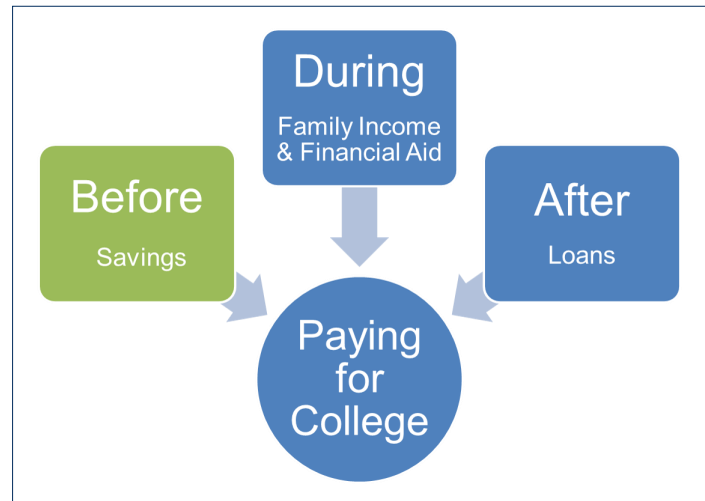 During
Family Income
& Financial Aid
Before
Savings
After
Loans
Paying
for
College